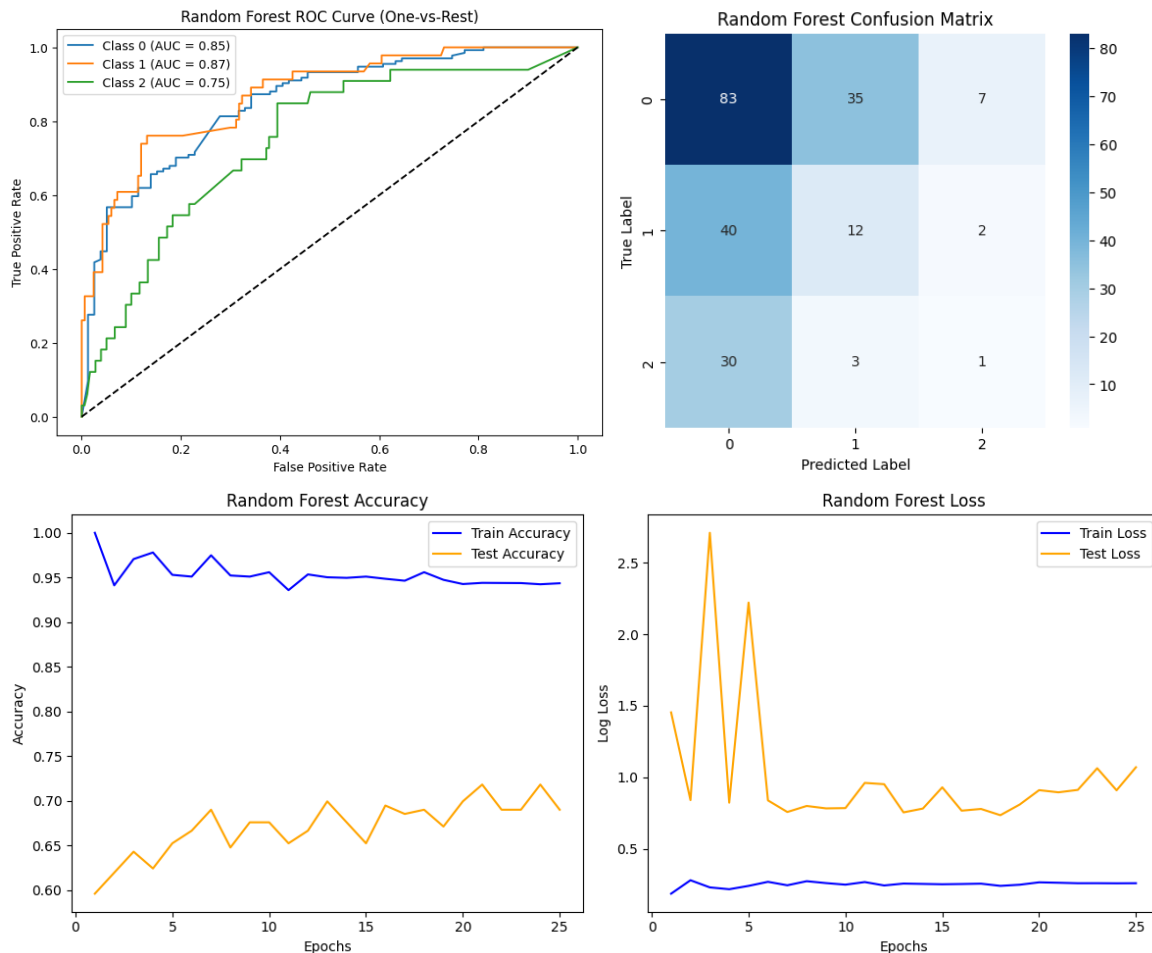 Random Forest ROC Curve (One-vs-Rest)
Class 0 (AUC = 0.85)
Class 1 (AUC = 0.87)
Class 2 (AUC = 0.75)
True Positive Rate
1.0
0.8
0.6
0.4
0.2
0.0
0.0 0.2 0.4 0.6 0.8 1.0
False Positive Rate
Random Forest Confusion Matrix
True Label
0 83 35 7
1 40 12 2
2 30 3 1
0 1 2
Predicted Label
80
70
60
50
40
30
20
10
Random Forest Accuracy
Train Accuracy
Test Accuracy
Accuracy
1.00
0.95
0.90
0.85
0.80
0.75
0.70
0.65
0.60
0 5 10 15 20 25
Epochs
Random Forest Loss
Train Loss
Test Loss
Log Loss
2.5
2.0
1.5
1.0
0.5
0 5 10 15 20 25
Epochs